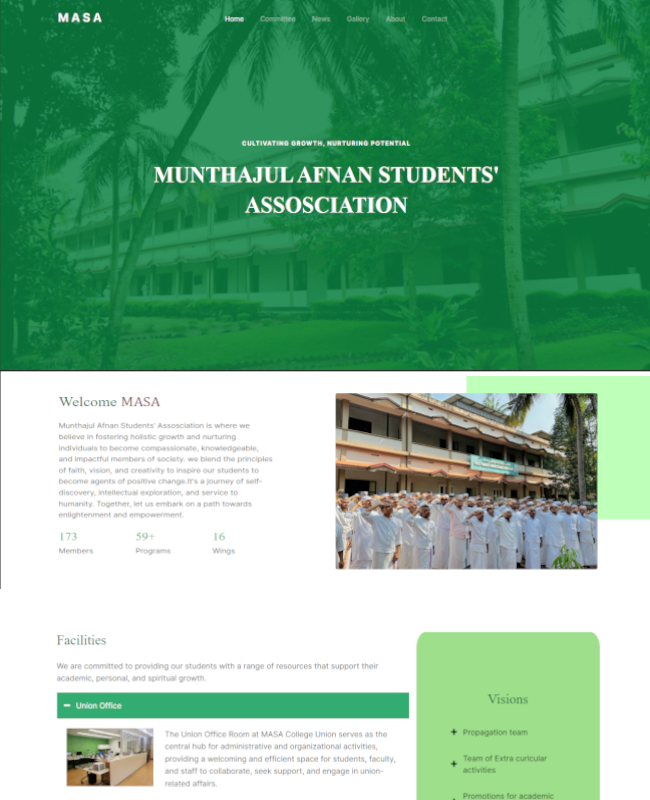 MASA
Home Committee News Gallery About Contact
CULTIVATING GROWTH, NURTURING POTENTIAL
MUNTHAJUL AFNAN STUDENTS'
ASSOSCIATION
Welcome MASA
Munthajul Afnan Students' Assosciation is where we
believe in fostering holistic growth and nurturing
individuals to become compassionate, knowledgeable,
and impactful members of society. we blend the principles
of faith, vision, and creativity to inspire our students to
become agents of positive change.It's a journey of self-
discovery, intellectual exploration, and service to
humanity. Together, let us embark on a path towards
enlightenment and empowerment.
173 59+ 16
Members Programs Wings
Facilities
We are committed to providing our students with a range of resources that support their
academic, personal, and spiritual growth.
Union Office
The Union Office Room at MASA College Union serves as the
central hub for administrative and organizational activities,
providing a welcoming and efficient space for students, faculty,
and staff to collaborate, seek support, and engage in union-
related affairs.
Visions
Propagation team
Team of Extra curicular
activities
Promotions for academic